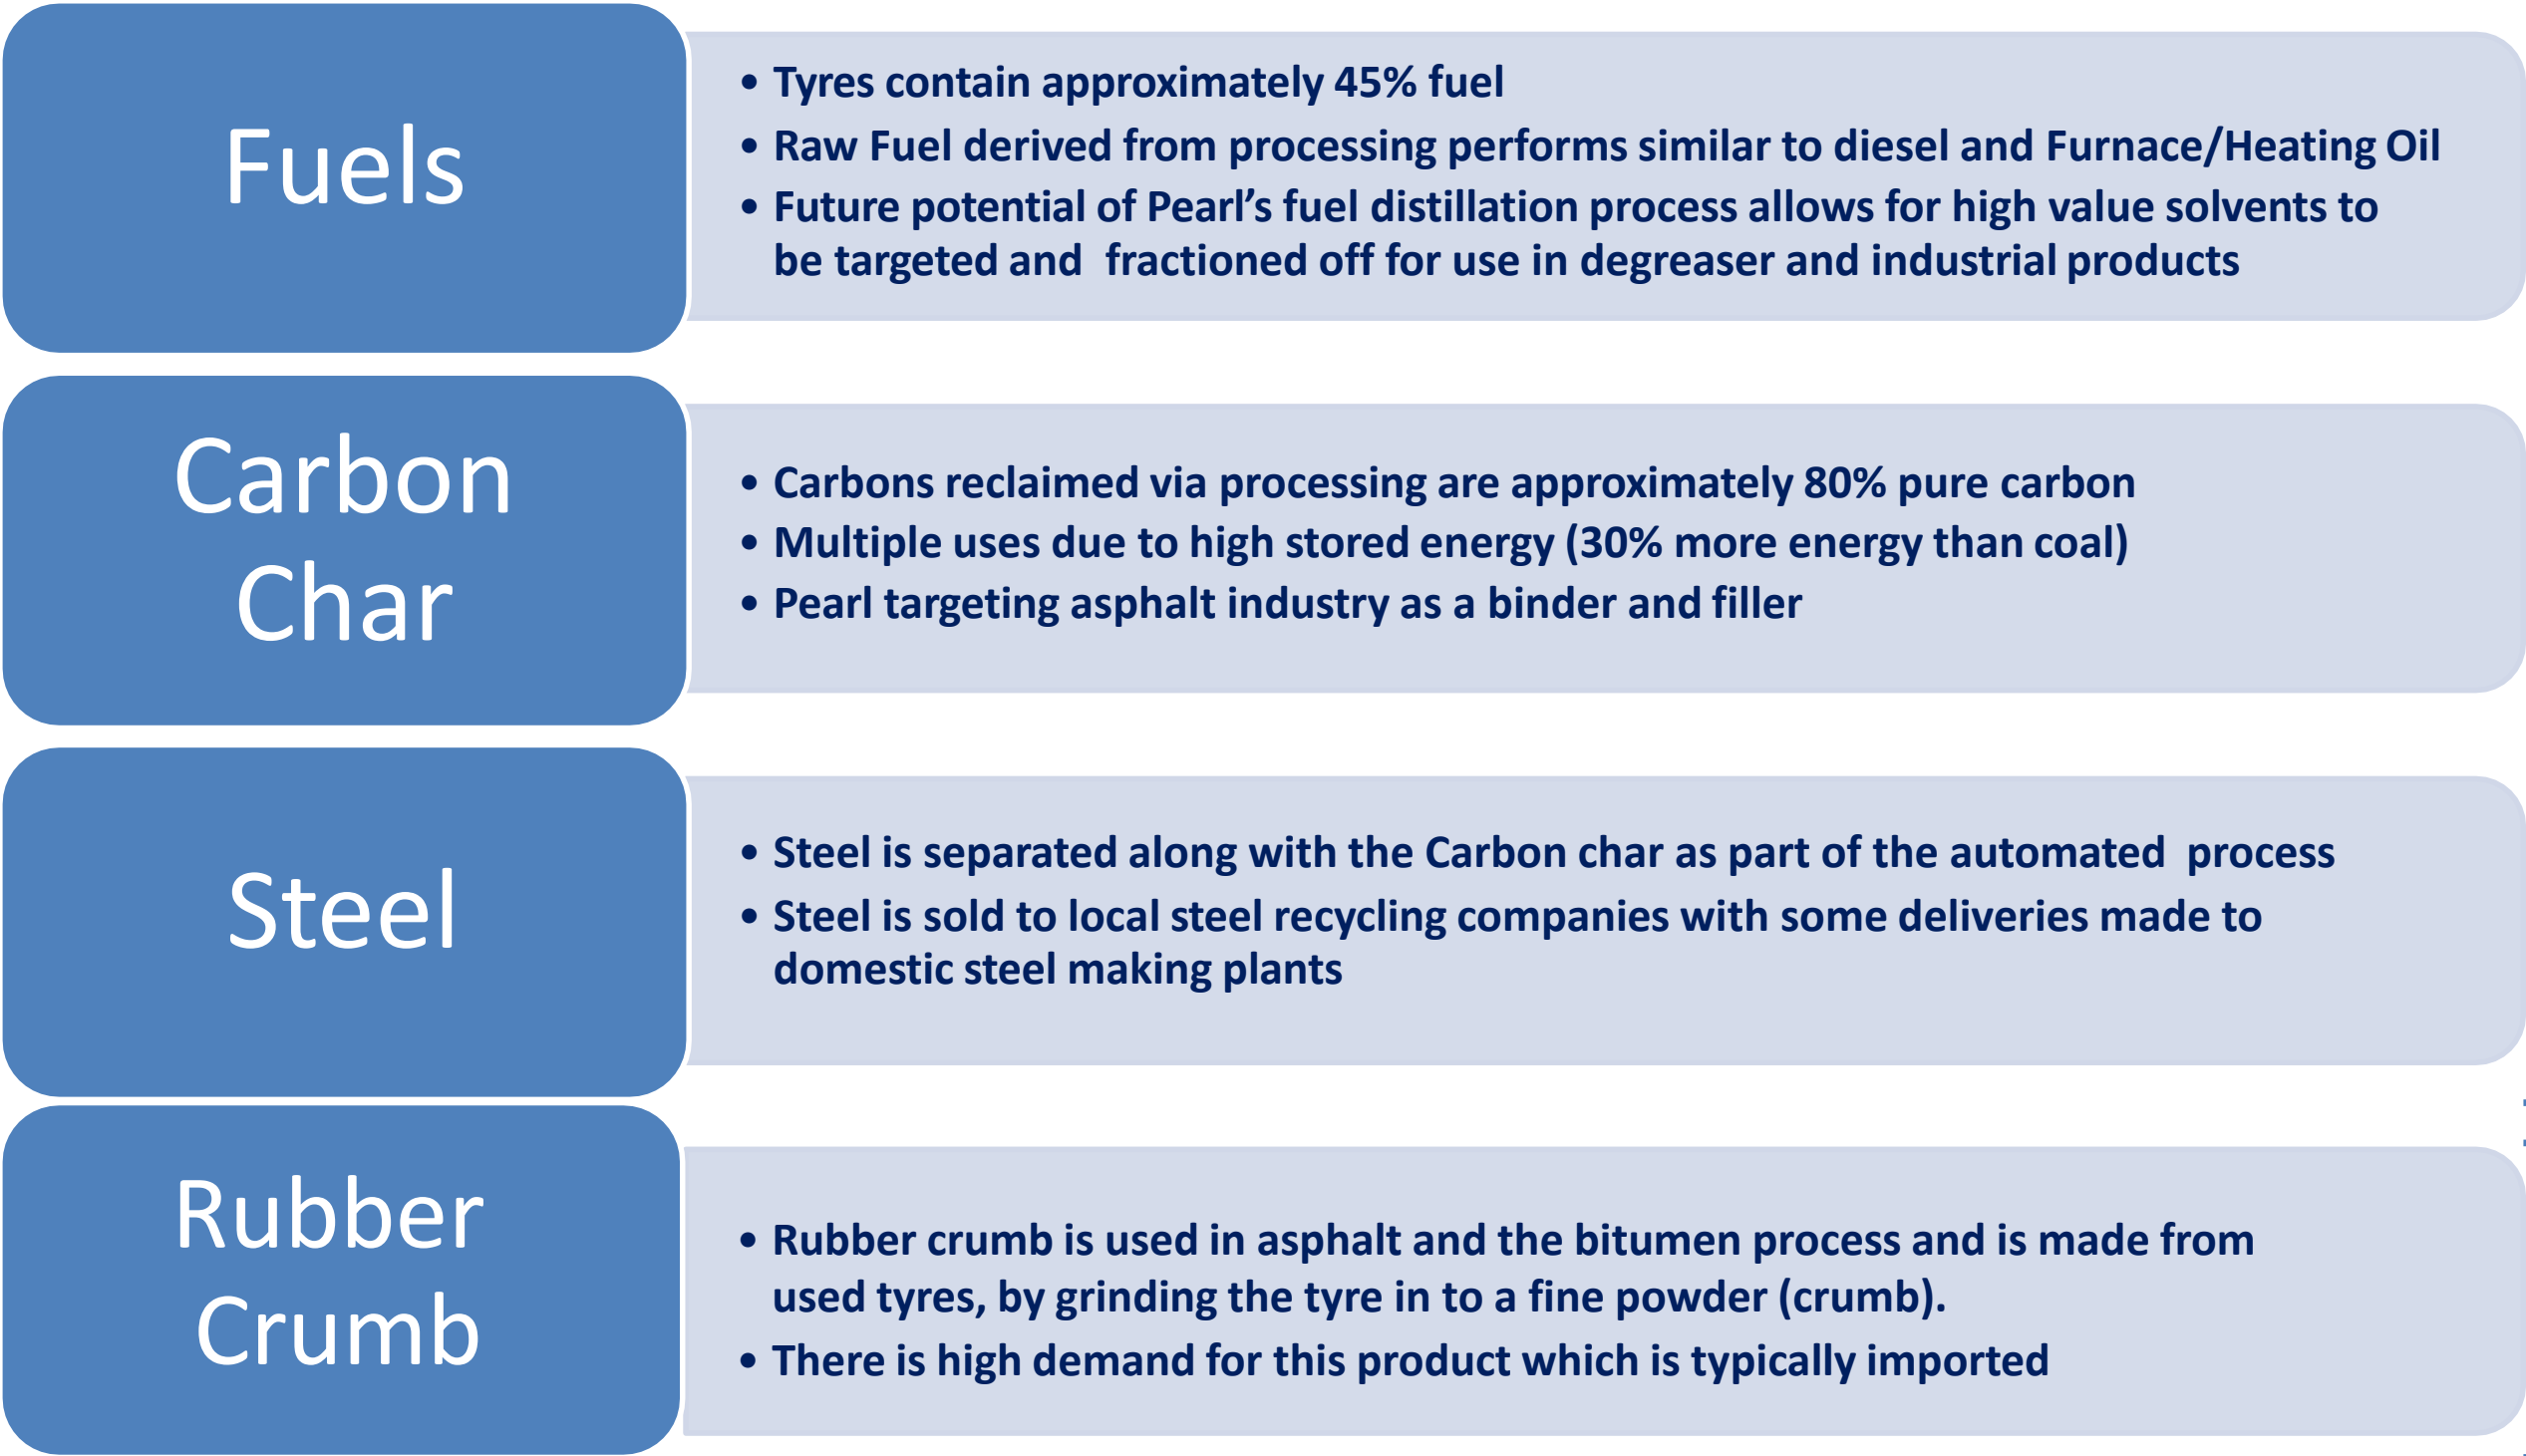 Fuels
• Tyres contain approximately 45% fuel
• Raw Fuel derived from processing performs similar to diesel and Furnace/Heating Oil
• Future potential of Pearl’s fuel distillation process allows for high value solvents to
be targeted and  fractioned off for use in degreaser and industrial products
Carbon
Char
• Carbons reclaimed via processing are approximately 80% pure carbon
• Multiple uses due to high stored energy (30% more energy than coal)
• Pearl targeting asphalt industry as a binder and filler
Steel
• Steel is separated along with the Carbon char as part of the automated  process
• Steel is sold to local steel recycling companies with some deliveries made to
domestic steel making plants
Rubber
Crumb
• Rubber crumb is used in asphalt and the bitumen process and is made from
used tyres, by grinding the tyre in to a fine powder (crumb).
• There is high demand for this product which is typically imported